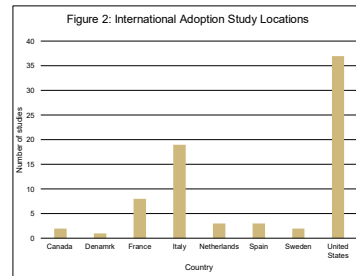 Figure 2: International Adoption Study Locations
40
35
30
25
20
15
10
5
0
Number of studies
Canada
Denamrk
France
Italy
Netherlands
Spain
Sweden
United
States
Country